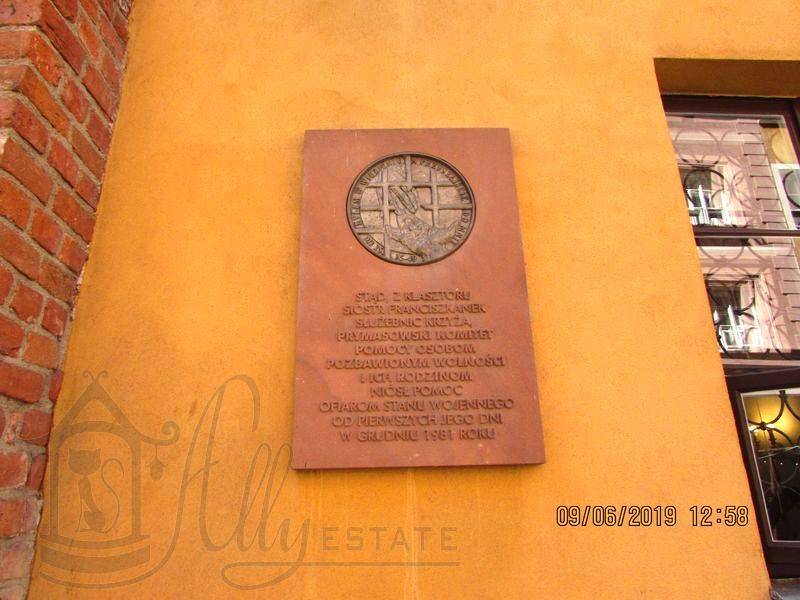 STĄD, Z KLASZTORU
SIÓSTR FRANCISZKANEK
SŁUŻEBNIC KRZYŻA,
PRYMASOWSKI KOMITET
POMOCY OSOBOM
POZBAWIONYM WOLNOŚCI
I ICH RODZINOM
NIÓSŁ POMOC
OFIAROM STANU WOJENNEGO
OD PIERWSZYCH JEGO DNI
W GRUDNIU 1981 ROKU
Ally ESTATE
09/06/2019 12:58